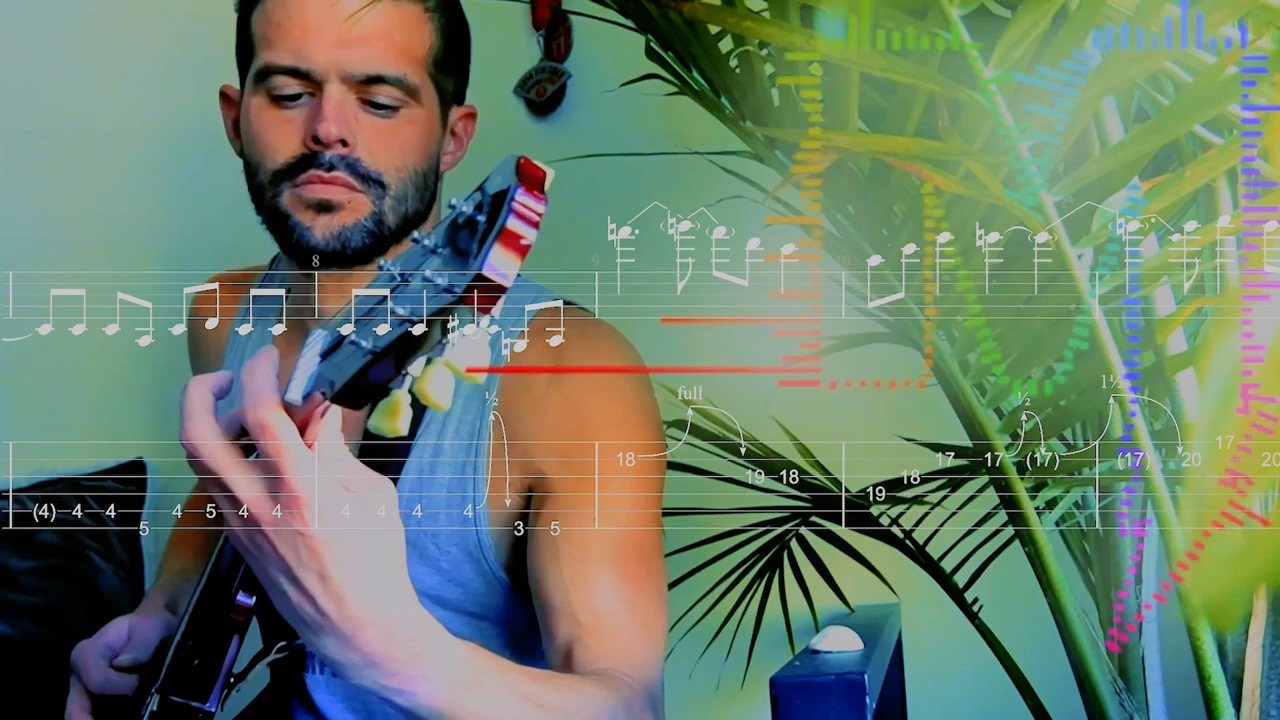 8 9 10
½ full ½ 1½
18 19 18 17 17 (17) (17) 20 17 20
19 18
(4) 4 4 5 4 5 4 4 4 4 4 4 3 5